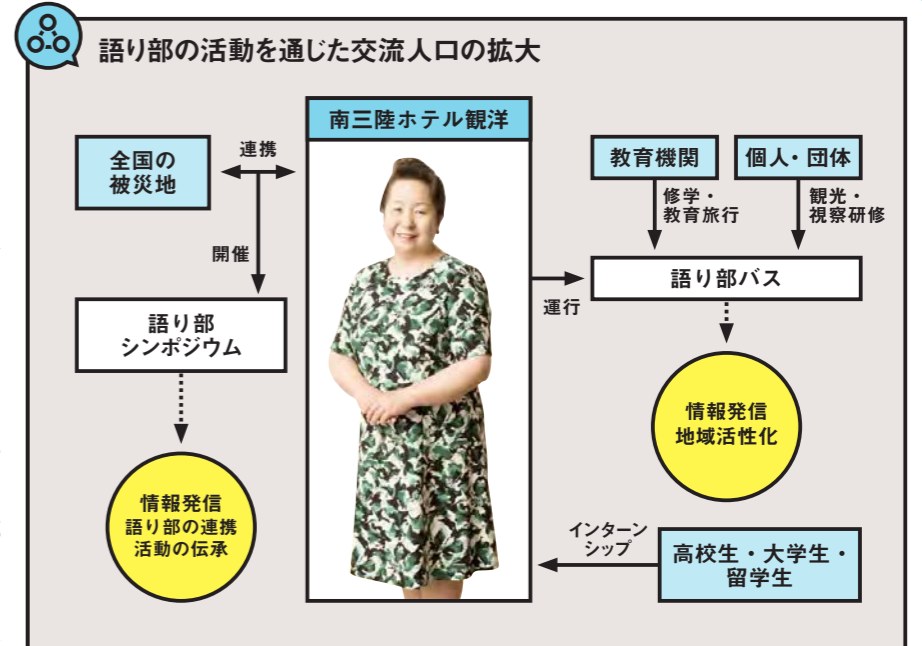 語り部の活動を通じた交流人口の拡大
南三陸ホテル観洋
全国の
被災地
連携
開催
語り部
シンポジウム
情報発信
語り部の連携
活動の伝承
教育機関
個人・団体
修学・
教育旅行
観光・
視察研修
運行
語り部バス
情報発信
地域活性化
インターン
シップ
高校生・大学生・
留学生